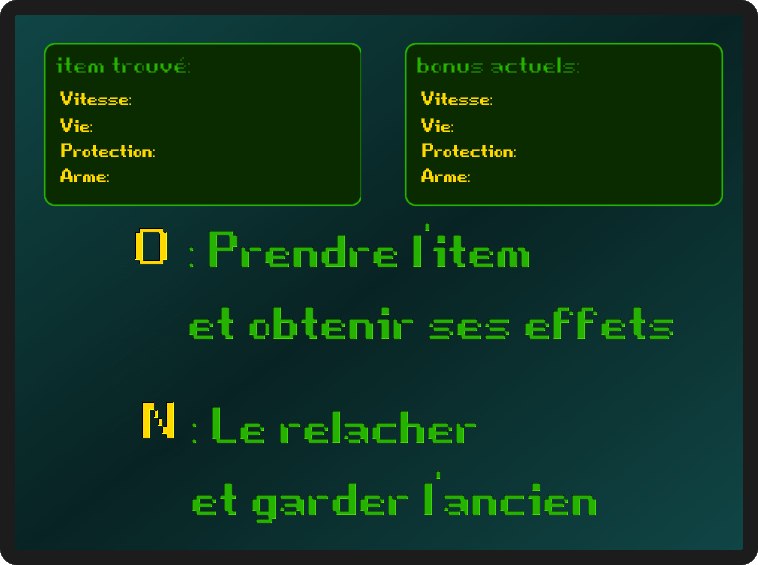 item trouvé:
Vitesse:
Vie:
Protection:
Arme:
bonus actuels:
Vitesse:
Vie:
Protection:
Arme:
O : Prendre l'item
et obtenir ses effets
N : Le relacher
et garder l'ancien